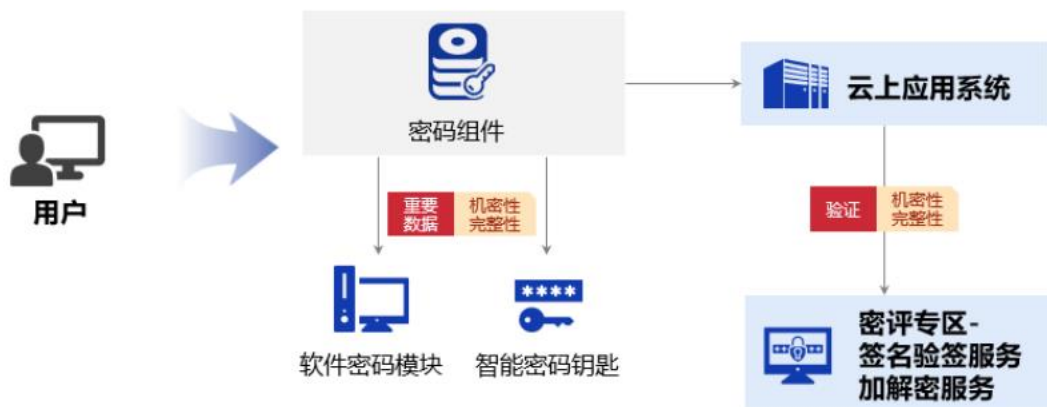 密码组件
云上应用系统
用户
重要
数据
机密性
完整性
验证
机密性
完整性
****
软件密码模块
智能密码钥匙
密评专区-
签名验签服务
加解密服务